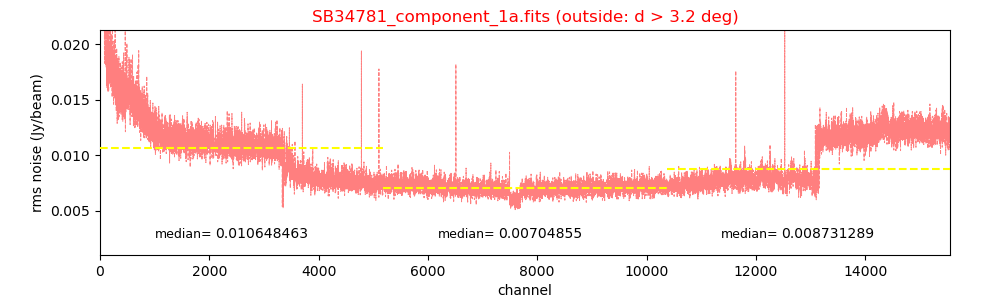 SB34781_component_1a.fits (outside: d > 3.2 deg)
rms noise (Jy/beam)
0.020
0.015
0.010
0.005
median= 0.010648463 median= 0.00704855 median= 0.008731289
0 2000 4000 6000 8000 10000 12000 14000
channel